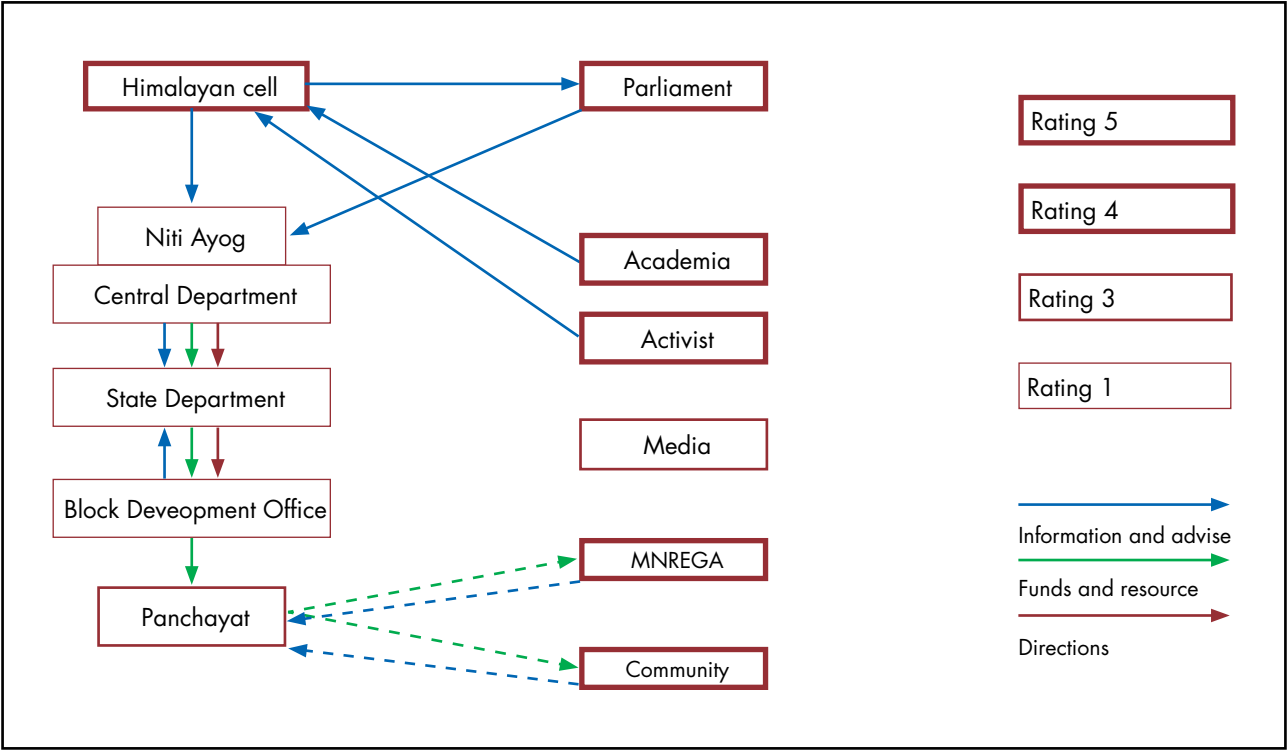 Himalayan cell
Parliament
Niti Ayog
Central Department
State Department
Block Deveopment Office
Panchayat
Academia
Activist
Media
MNREGA
Community
Rating 5
Rating 4
Rating 3
Rating 1
Information and advise
Funds and resource
Directions